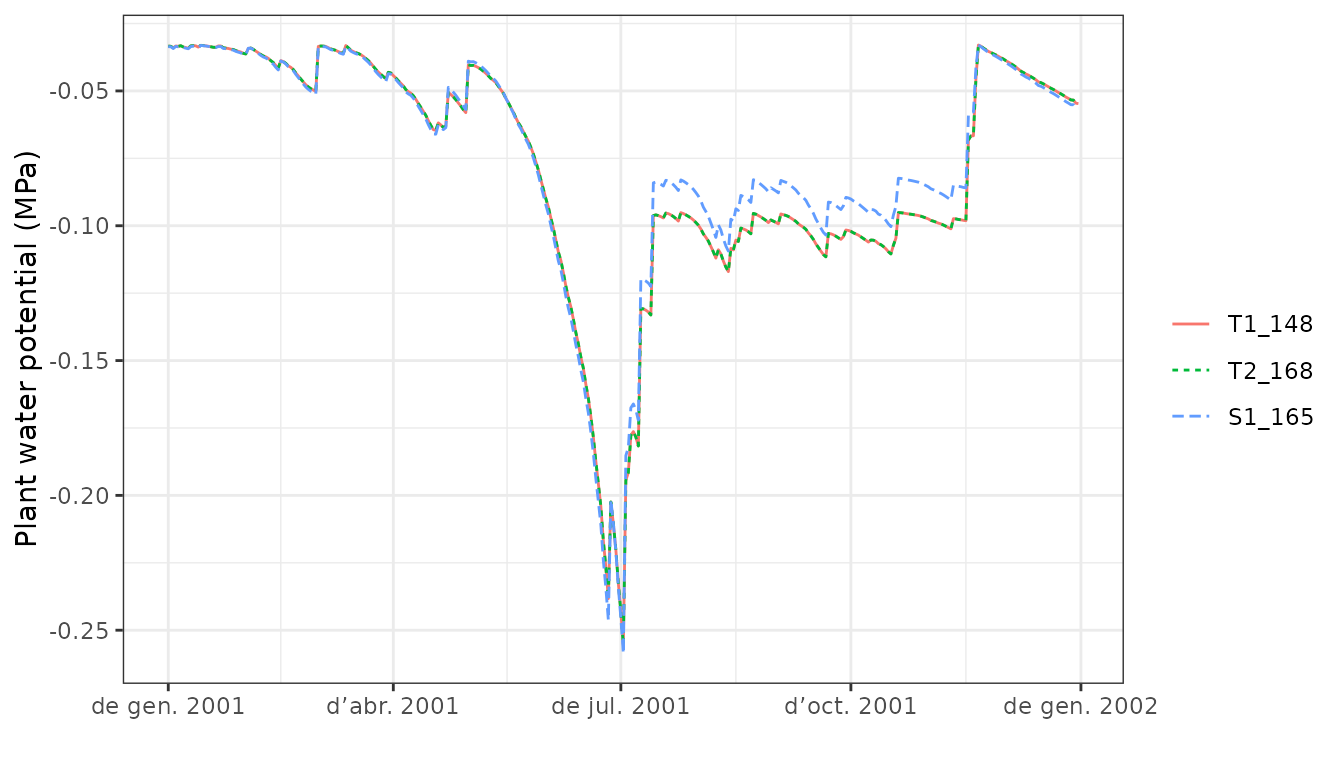 Plant water potential (MPa)
-0.05
-0.10
-0.15
-0.20
-0.25
de gen. 2001
d’abr. 2001
de jul. 2001
d’oct. 2001
de gen. 2002
T1_148
T2_168
S1_165